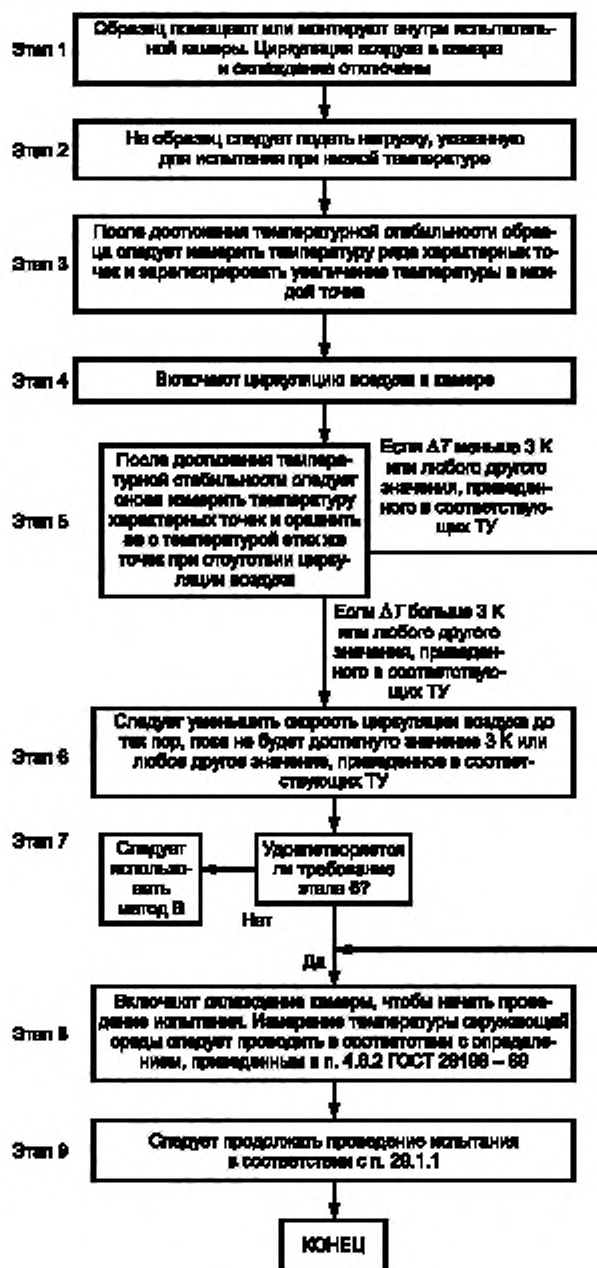 Этап 1
Образец помещают или монтируют внутри испытатель-
ной камеры. Циркуляция воздуха в камере
и охлаждение отключены
Этап 2
На образец следует подать нагрузку, указанную
для испытания при низкой температуре
Этап 3
После достижения температурной стабильности образ-
ца следует измерить температуру ряда характерных то-
чек и зарегистрировать увеличение температуры в каж-
дой точке
Этап 4
Включают циркуляцию воздуха в камере
Этап 5
После достижения темпера-
турной стабильности следует
снова измерить температуру
характерных точек и сравнить
ее с температурой этих же
точек при отсутствии цирку-
ляции воздуха
Если ΔT меньше 3 К
или любого другого
значения, приведен-
ного в соответствую-
щих ТУ
Если ΔT больше 3 К
или любого другого
значения, приведен-
ного в соответствую-
щих ТУ
Этап 6
Следует уменьшить скорость циркуляции воздуха до
тех пор, пока не будет достигнуто значение 3 К или
любое другое значение, приведенное в соответ-
ствующих ТУ
Этап 7
Следует
использо-
вать
метод В
Удовлетворяется
ли требование
этапа 6?
Нет
Да
Этап 8
Включают охлаждение камеры, чтобы начать прове-
дение испытания. Измерение температуры окружающей
среды следует проводить в соответствии с определе-
нием, приведенным в п. 4.6.2 ГОСТ 28198 – 89
Этап 9
Следует продолжать проведение испытания
в соответствии с п. 28.1.1
КОНЕЦ